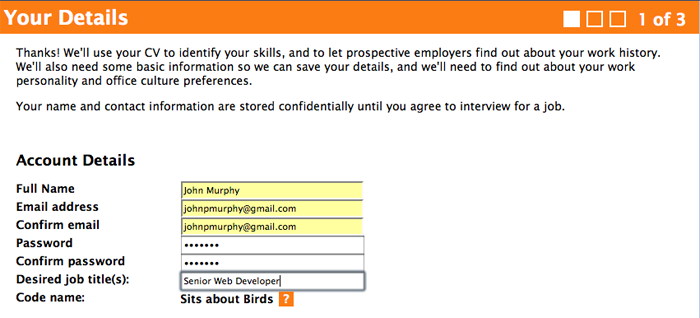 Your Details
1 of 3
Thanks! We'll use your CV to identify your skills, and to let prospective employers find out about your work history.
We'll also need some basic information so we can save your details, and we'll need to find out about your work
personality and office culture preferences.
Your name and contact information are stored confidentially until you agree to interview for a job.
Account Details
Full Name John Murphy
Email address johnpmurphy@gmail.com
Confirm email johnpmurphy@gmail.com
Password •••••••
Confirm password •••••••
Desired job title(s): Senior Web Developer
Code name: Sits about Birds ?